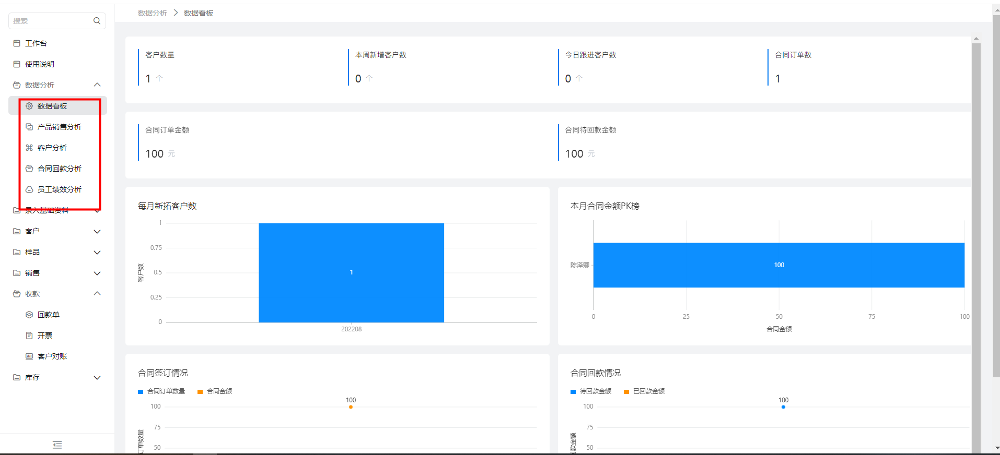 搜索
工作台
使用说明
数据分析
数据看板
产品销售分析
客户分析
合同回款分析
员工绩效分析
录入基础资料
客户
样品
销售
收款
回款单
开票
客户对账
库存
数据分析 > 数据看板
客户数量
1 个
本周新增客户数
0 个
今日跟进客户数
0 个
合同订单数
1
合同订单金额
100 元
合同待回款金额
100 元
每月新拓客户数
客户数
1
0.75
0.5
0.25
0
1
202208
本月合同金额PK榜
陈泽卿
100
0 25 50 75 100
合同金额
合同签订情况
合同订单数量 合同金额
100
100
75
50
订单数量
合同回款情况
待回款金额 已回款金额
100
100
75
50
回款金额